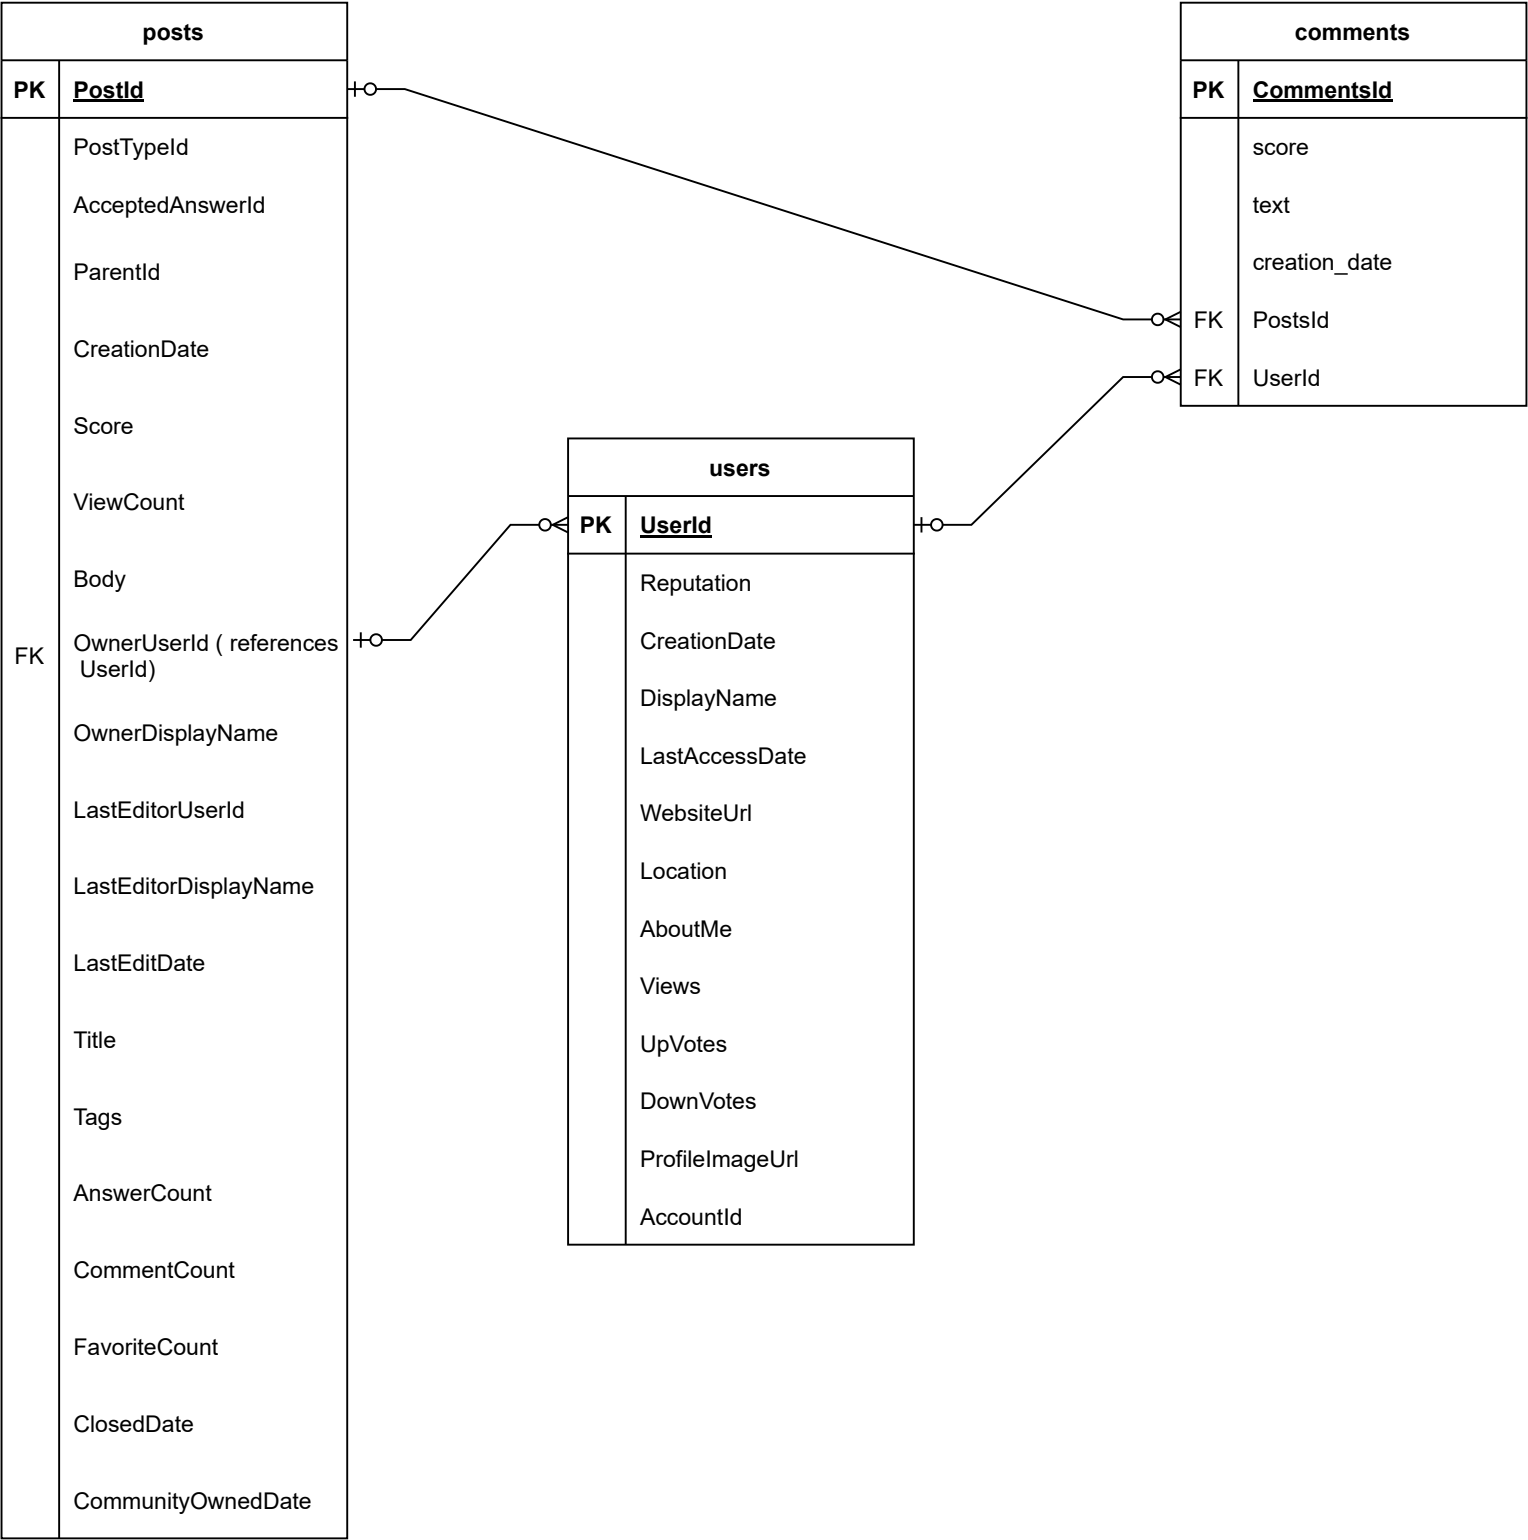 posts
PK PostId
PostTypeId
AcceptedAnswerId
ParentId
CreationDate
Score
ViewCount
Body
FK OwnerUserId ( references
UserId)
OwnerDisplayName
LastEditorUserId
LastEditorDisplayName
LastEditDate
Title
Tags
AnswerCount
CommentCount
FavoriteCount
ClosedDate
CommunityOwnedDate
users
PK UserId
Reputation
CreationDate
DisplayName
LastAccessDate
WebsiteUrl
Location
AboutMe
Views
UpVotes
DownVotes
ProfileImageUrl
AccountId
comments
PK CommentsId
score
text
creation_date
FK PostsId
FK UserId